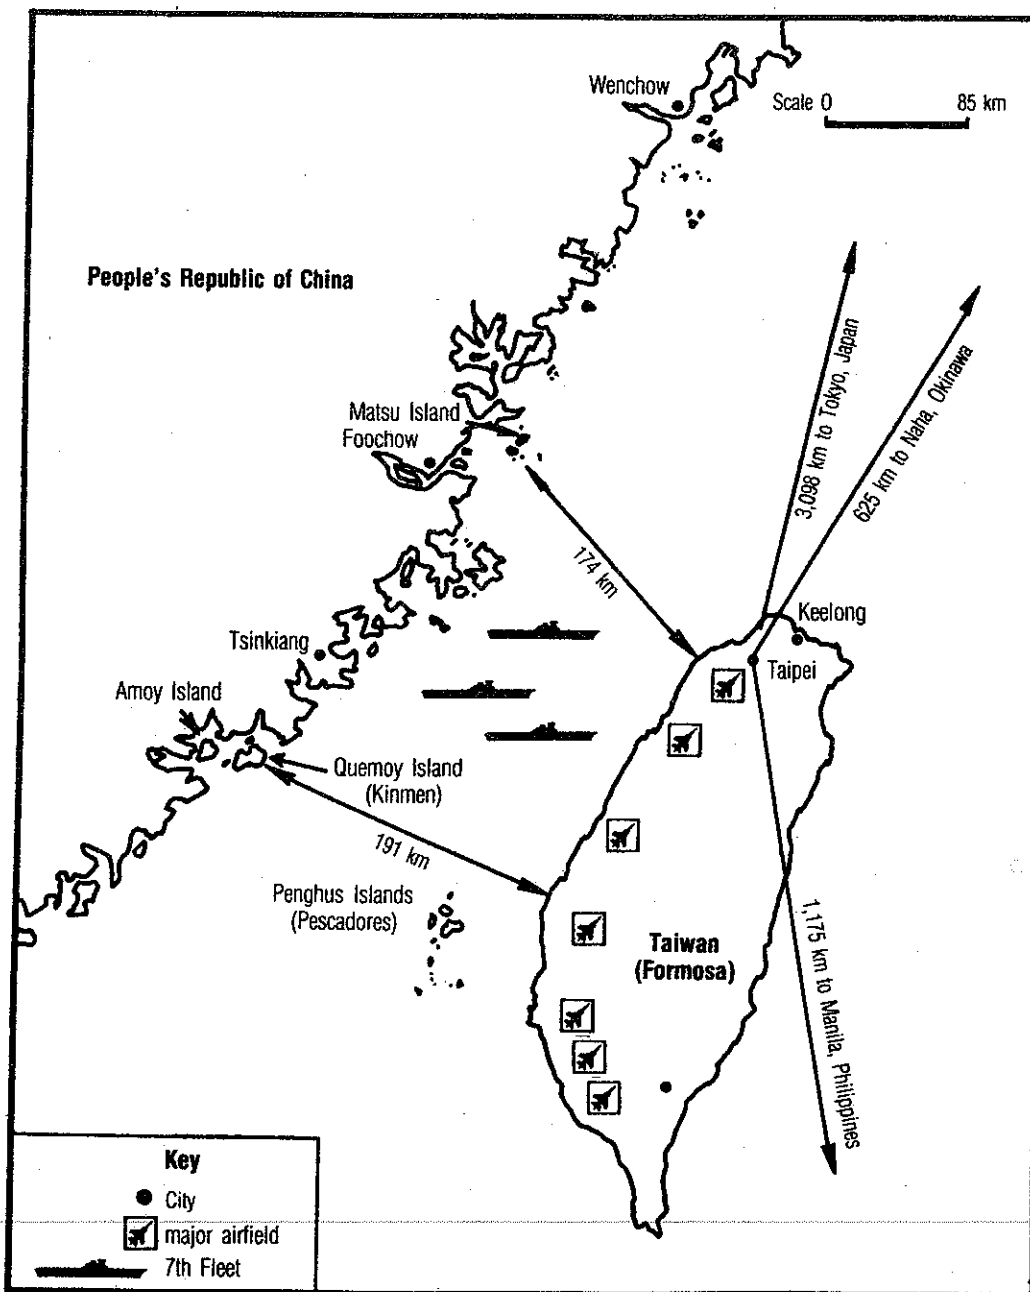 Wenchow
Scale 0 85 km
People's Republic of China
Matsu Island
Foochow
3,098 km to Tokyo, Japan
625 km to Naha, Okinawa
174 km
Keelong
Taipei
Tsinkiang
Amoy Island
Quemoy Island
(Kinmen)
191 km
Penghus Islands
(Pescadores)
Taiwan
(Formosa)
1,175 km to Manila, Philippines
Key
City
major airfield
7th Fleet